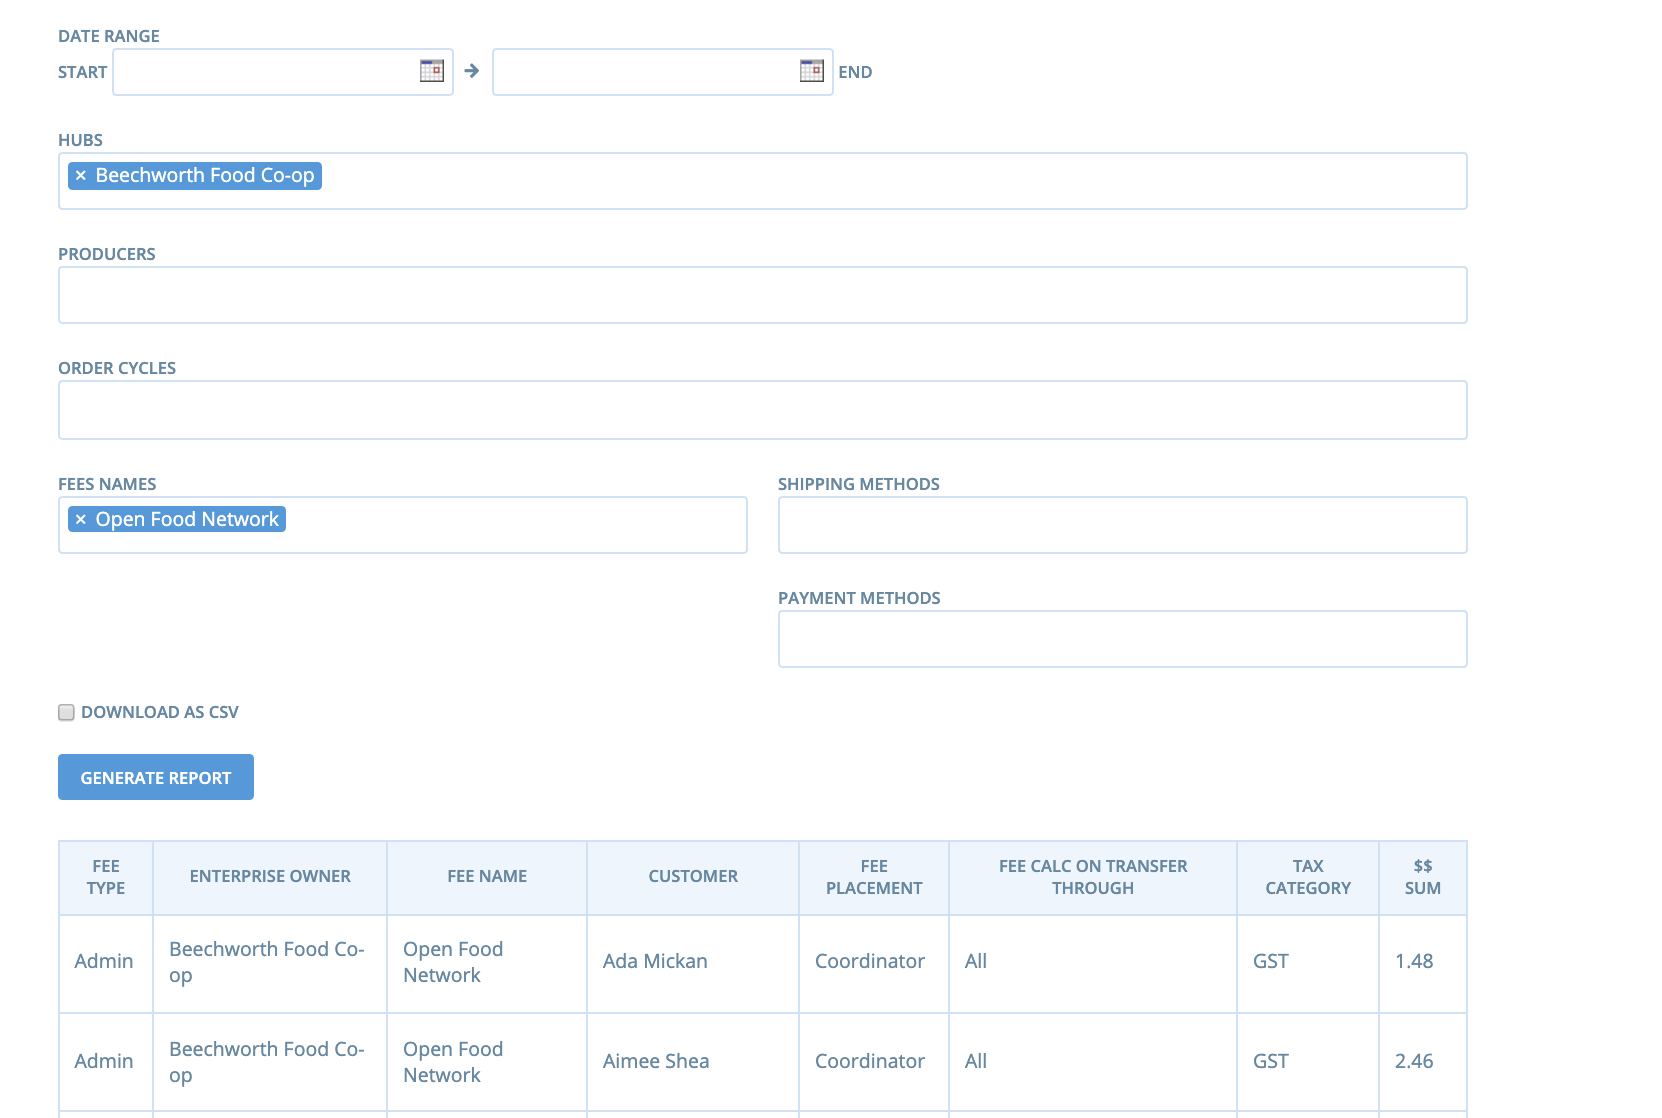 DATE RANGE
START → END
HUBS
× Beechworth Food Co-op
PRODUCERS
ORDER CYCLES
FEES NAMES SHIPPING METHODS
× Open Food Network
PAYMENT METHODS
DOWNLOAD AS CSV
GENERATE REPORT
FEE TYPE ENTERPRISE OWNER FEE NAME CUSTOMER FEE PLACEMENT FEE CALC ON TRANSFER THROUGH TAX CATEGORY $$ SUM
Admin Beechworth Food Co-op Open Food Network Ada Mickan Coordinator All GST 1.48
Admin Beechworth Food Co-op Open Food Network Aimee Shea Coordinator All GST 2.46